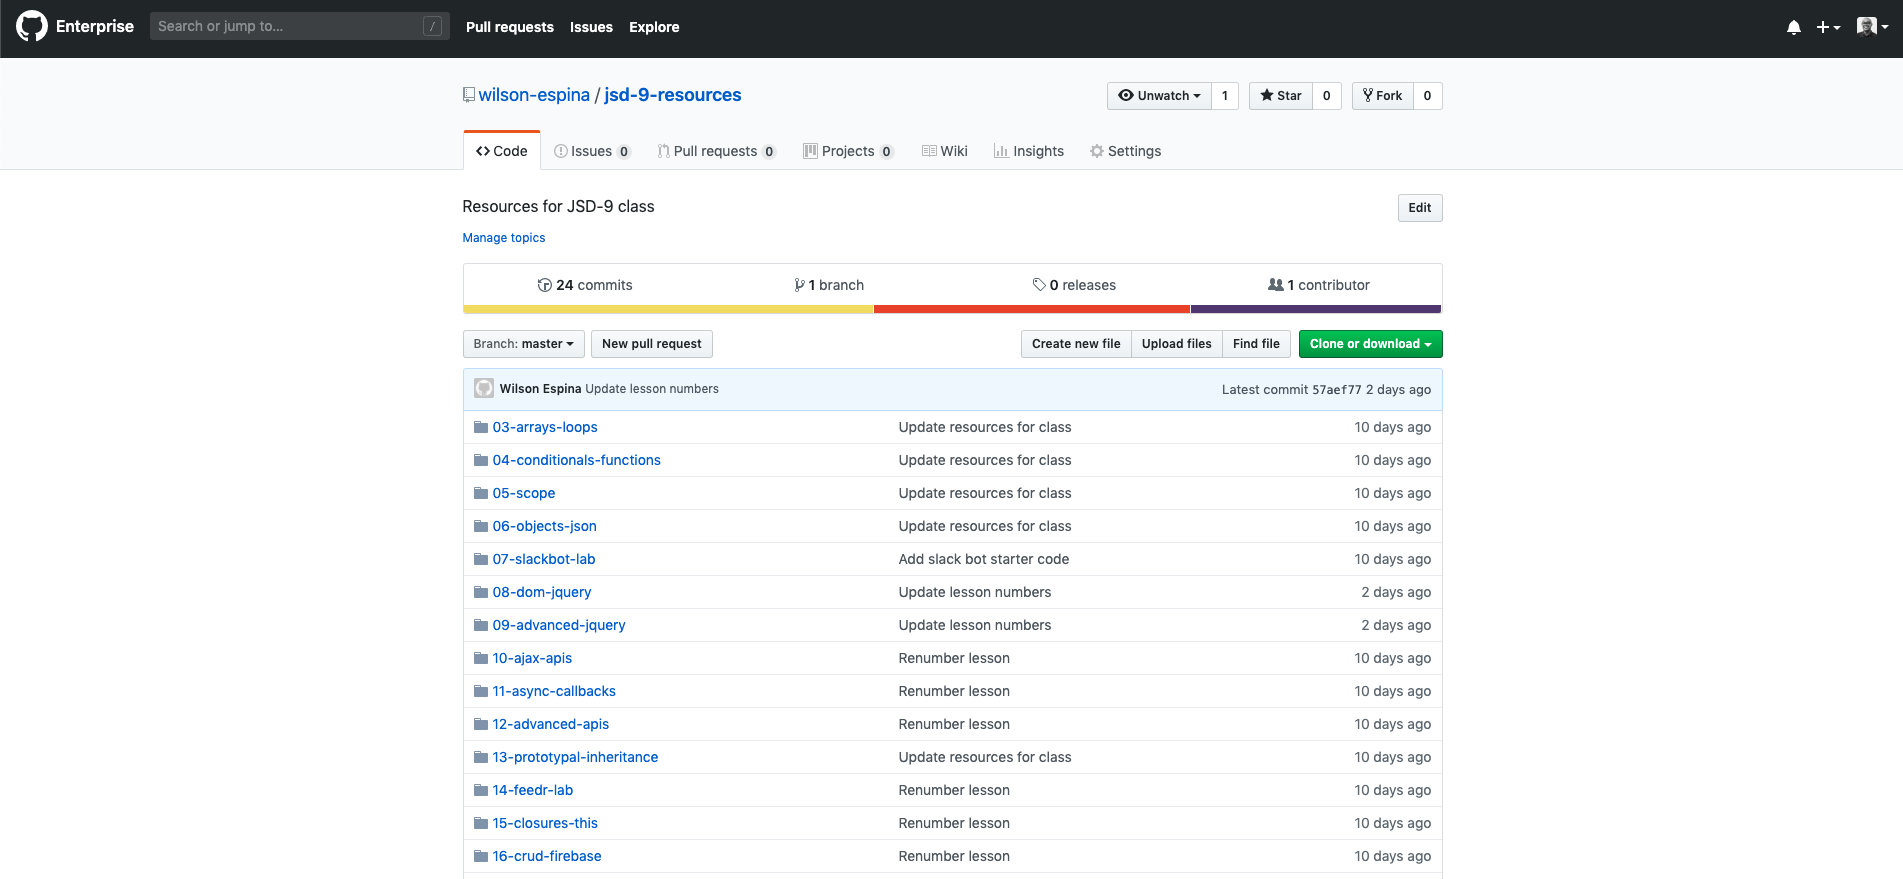 Enterprise Search or jump to... / Pull requests Issues Explore
wilson-espina / jsd-9-resources Unwatch 1 Star 0 Fork 0
Code Issues 0 Pull requests 0 Projects 0 Wiki Insights Settings
Resources for JSD-9 class Edit
Manage topics
24 commits 1 branch 0 releases 1 contributor
Branch: master New pull request Create new file Upload files Find file Clone or download
Wilson Espina Update lesson numbers Latest commit 57aef77 2 days ago
03-arrays-loops Update resources for class 10 days ago
04-conditionals-functions Update resources for class 10 days ago
05-scope Update resources for class 10 days ago
06-objects-json Update resources for class 10 days ago
07-slackbot-lab Add slack bot starter code 10 days ago
08-dom-jquery Update lesson numbers 2 days ago
09-advanced-jquery Update lesson numbers 2 days ago
10-ajax-apis Renumber lesson 10 days ago
11-async-callbacks Renumber lesson 10 days ago
12-advanced-apis Renumber lesson 10 days ago
13-prototypal-inheritance Update resources for class 10 days ago
14-feedr-lab Renumber lesson 10 days ago
15-closures-this Renumber lesson 10 days ago
16-crud-firebase Renumber lesson 10 days ago